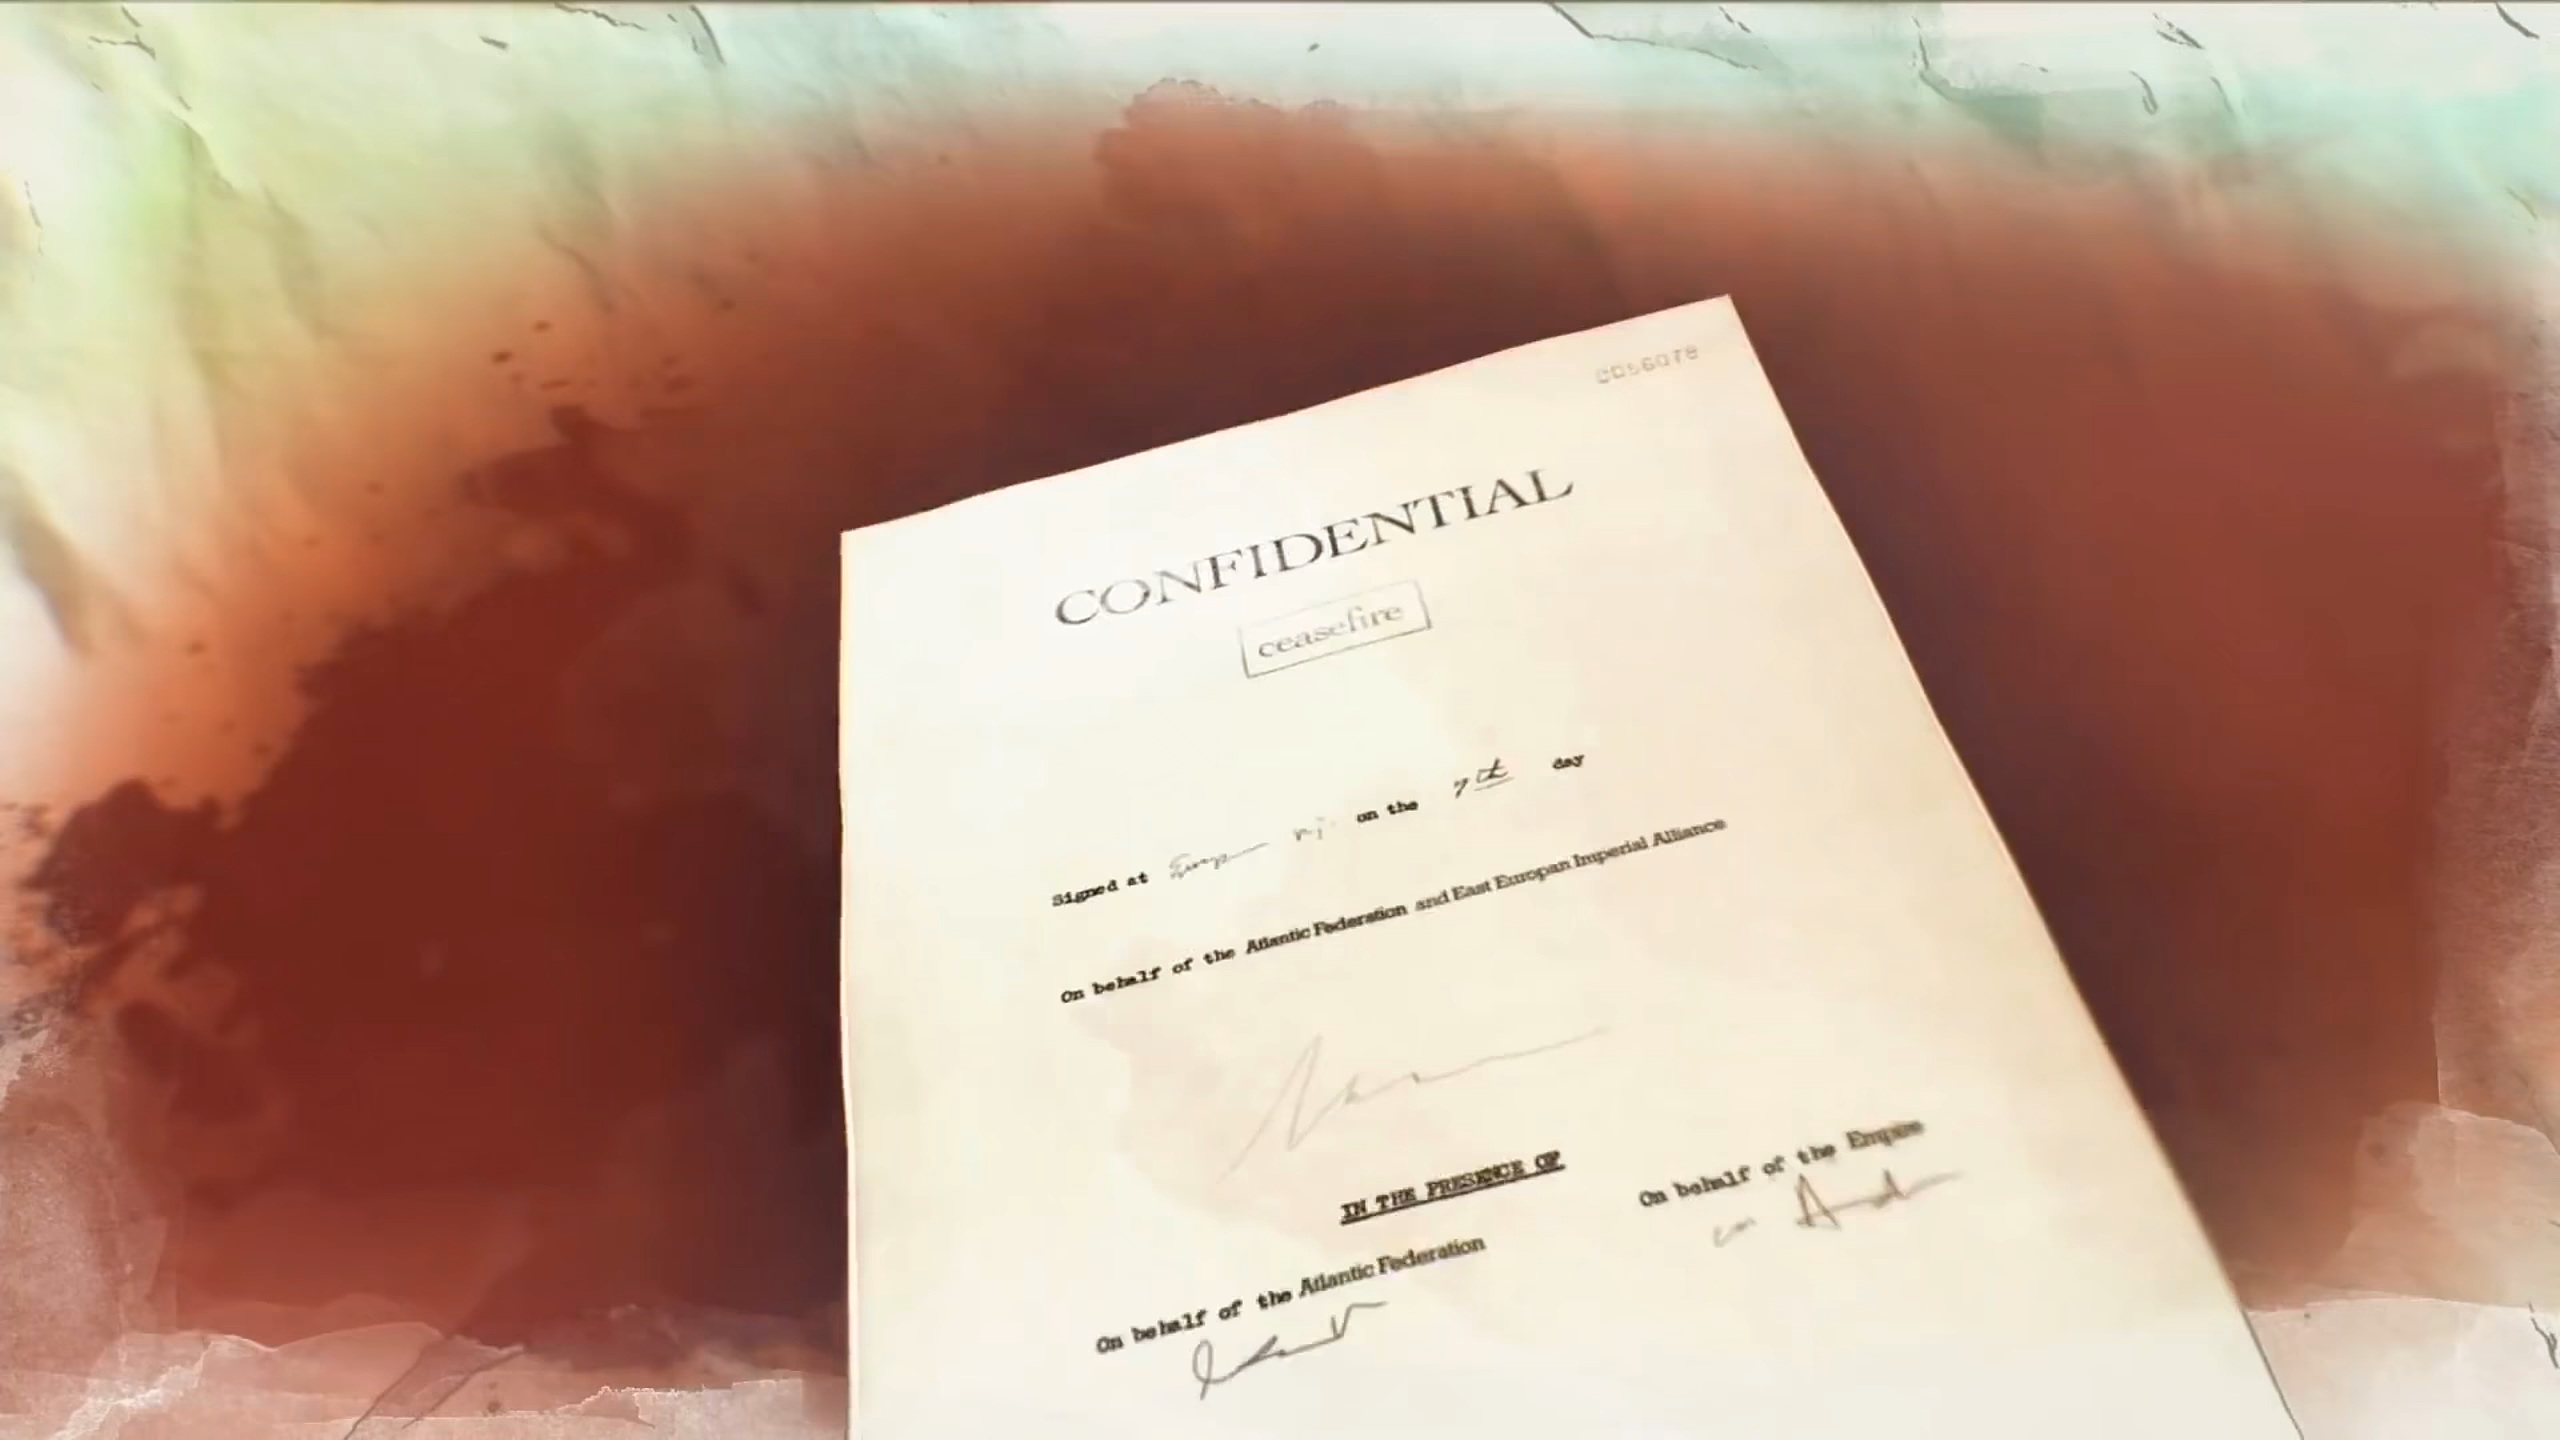 CONFIDENTIAL
ceasefire
Signed at on the 7th day
On behalf of the Atlantic Federation and East Europan Imperial Alliance
IN THE PRESENCE OF
On behalf of the Empire
On behalf of the Atlantic Federation